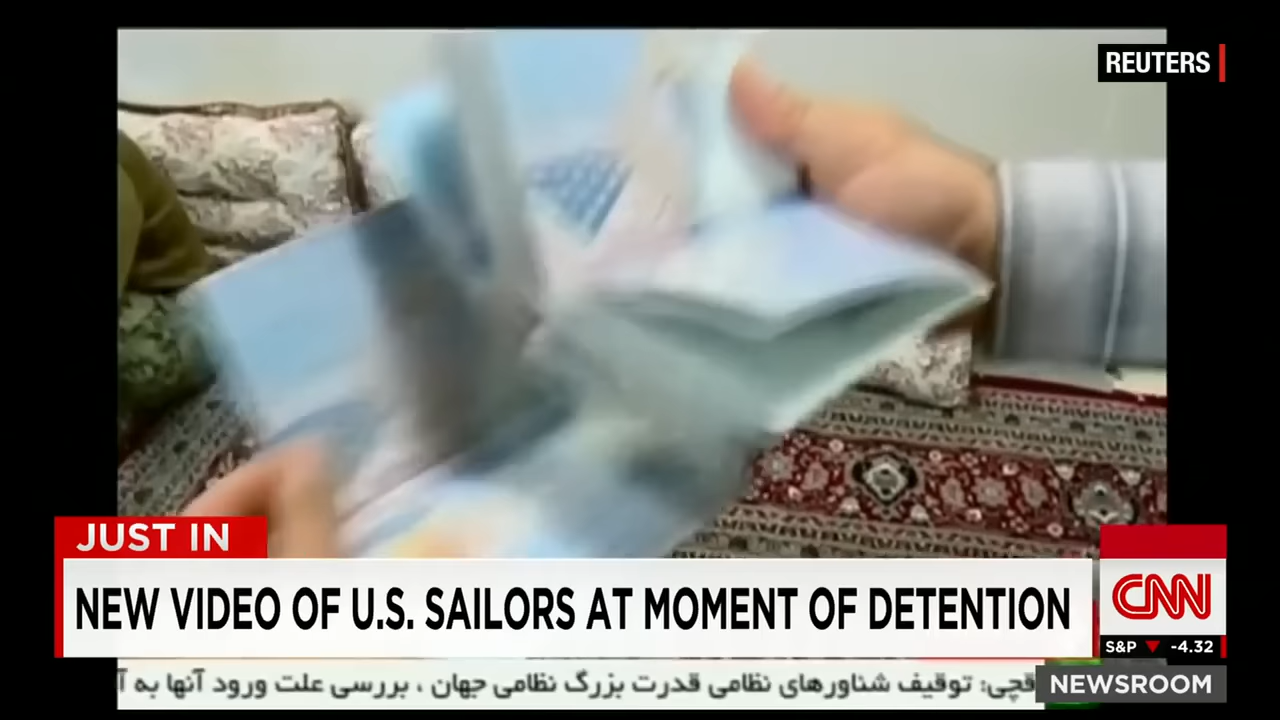 REUTERS
JUST IN
NEW VIDEO OF U.S. SAILORS AT MOMENT OF DETENTION
CNN
S&P ▼ -4.32
قچی: توقیف شناورهای نظامی قدرت بزرگ نظامی جهان ، بررسی علت ورود آنها به آ
NEWSROOM